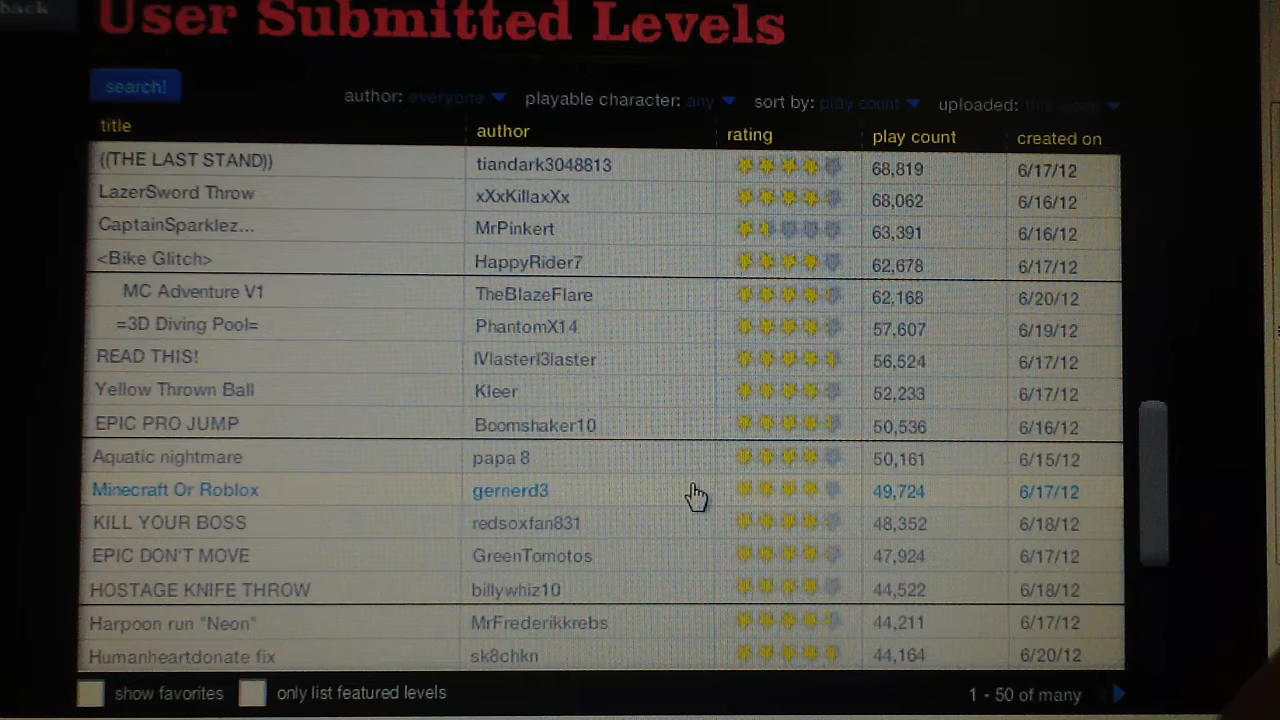 back
User Submitted Levels
search!
author: everyone playable character: any sort by: play count uploaded: this week
title author rating play count created on
((THE LAST STAND)) tiandark3048813 68,819 6/17/12
LazerSword Throw xXxKillaxXx 68,062 6/16/12
CaptainSparklez... MrPinkert 63,391 6/16/12
<Bike Glitch> HappyRider7 62,678 6/17/12
MC Adventure V1 TheBlazeFlare 62,168 6/20/12
=3D Diving Pool= PhantomX14 57,607 6/19/12
READ THIS! IVlasterI3laster 56,524 6/17/12
Yellow Thrown Ball Kleer 52,233 6/17/12
EPIC PRO JUMP Boomshaker10 50,536 6/16/12
Aquatic nightmare papa 8 50,161 6/15/12
Minecraft Or Roblox gernerd3 49,724 6/17/12
KILL YOUR BOSS redsoxfan831 48,352 6/18/12
EPIC DON'T MOVE GreenTomotos 47,924 6/17/12
HOSTAGE KNIFE THROW billywhiz10 44,522 6/18/12
Harpoon run "Neon" MrFrederikkrebs 44,211 6/17/12
Humanheartdonate fix sk8chkn 44,164 6/20/12
show favorites only list featured levels 1 - 50 of many